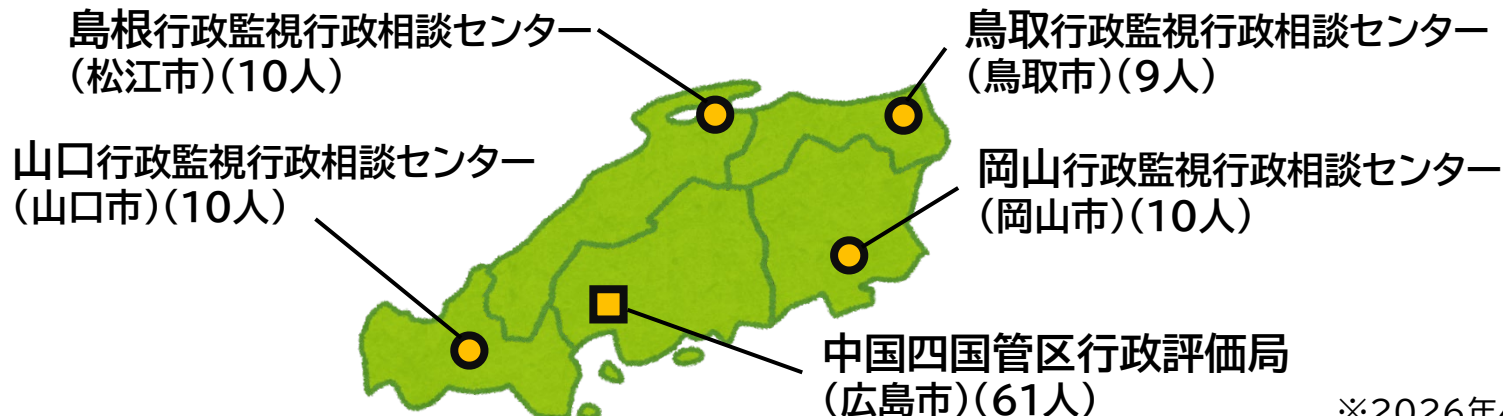 島根行政監視行政相談センター
(松江市)(10人)
鳥取行政監視行政相談センター
(鳥取市)(9人)
山口行政監視行政相談センター
(山口市)(10人)
岡山行政監視行政相談センター
(岡山市)(10人)
中国四国管区行政評価局
(広島市)(61人)
※2026年